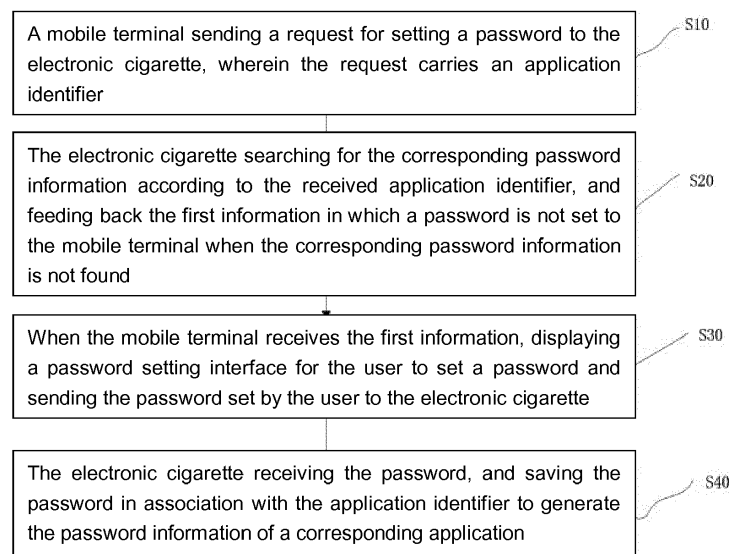 A mobile terminal sending a request for setting a password to the
electronic cigarette, wherein the request carries an application
identifier
S10
The electronic cigarette searching for the corresponding password
information according to the received application identifier, and
feeding back the first information in which a password is not set to
the mobile terminal when the corresponding password information
is not found
S20
When the mobile terminal receives the first information, displaying
a password setting interface for the user to set a password and
sending the password set by the user to the electronic cigarette
S30
The electronic cigarette receiving the password, and saving the
password in association with the application identifier to generate
the password information of a corresponding application
S40